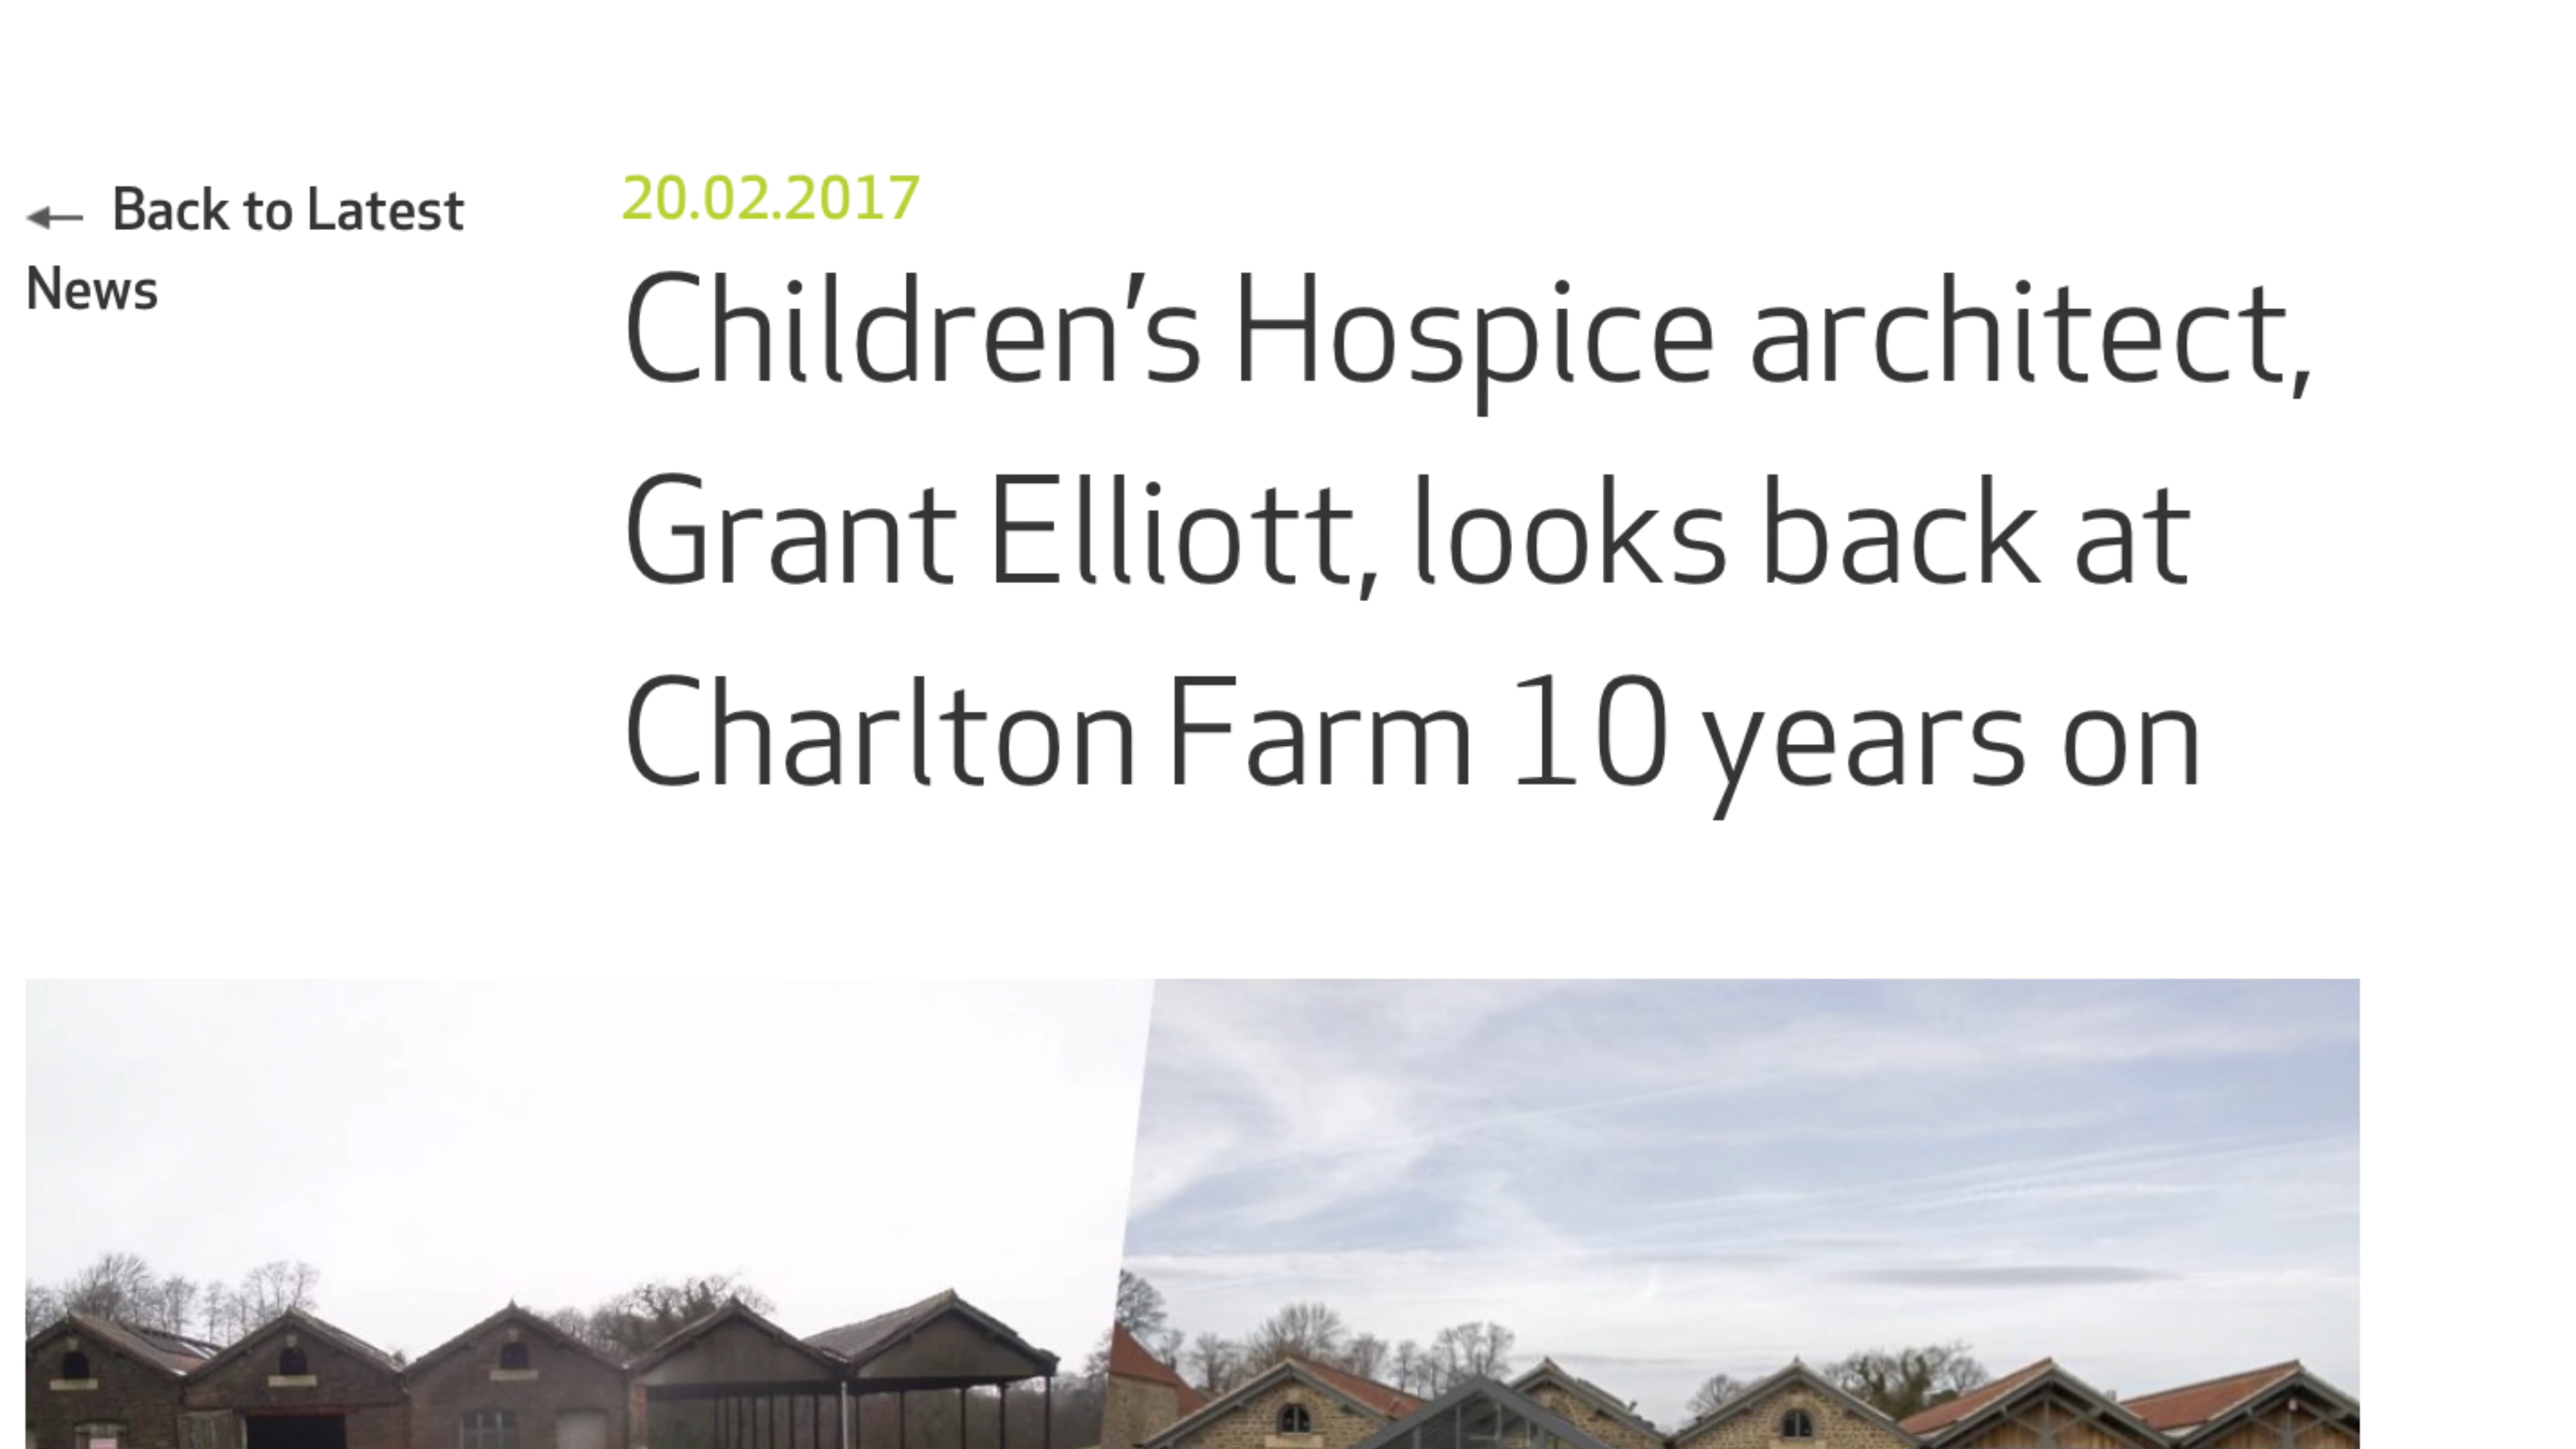 ← Back to Latest
News
20.02.2017
Children’s Hospice architect,
Grant Elliott, looks back at
Charlton Farm 10 years on